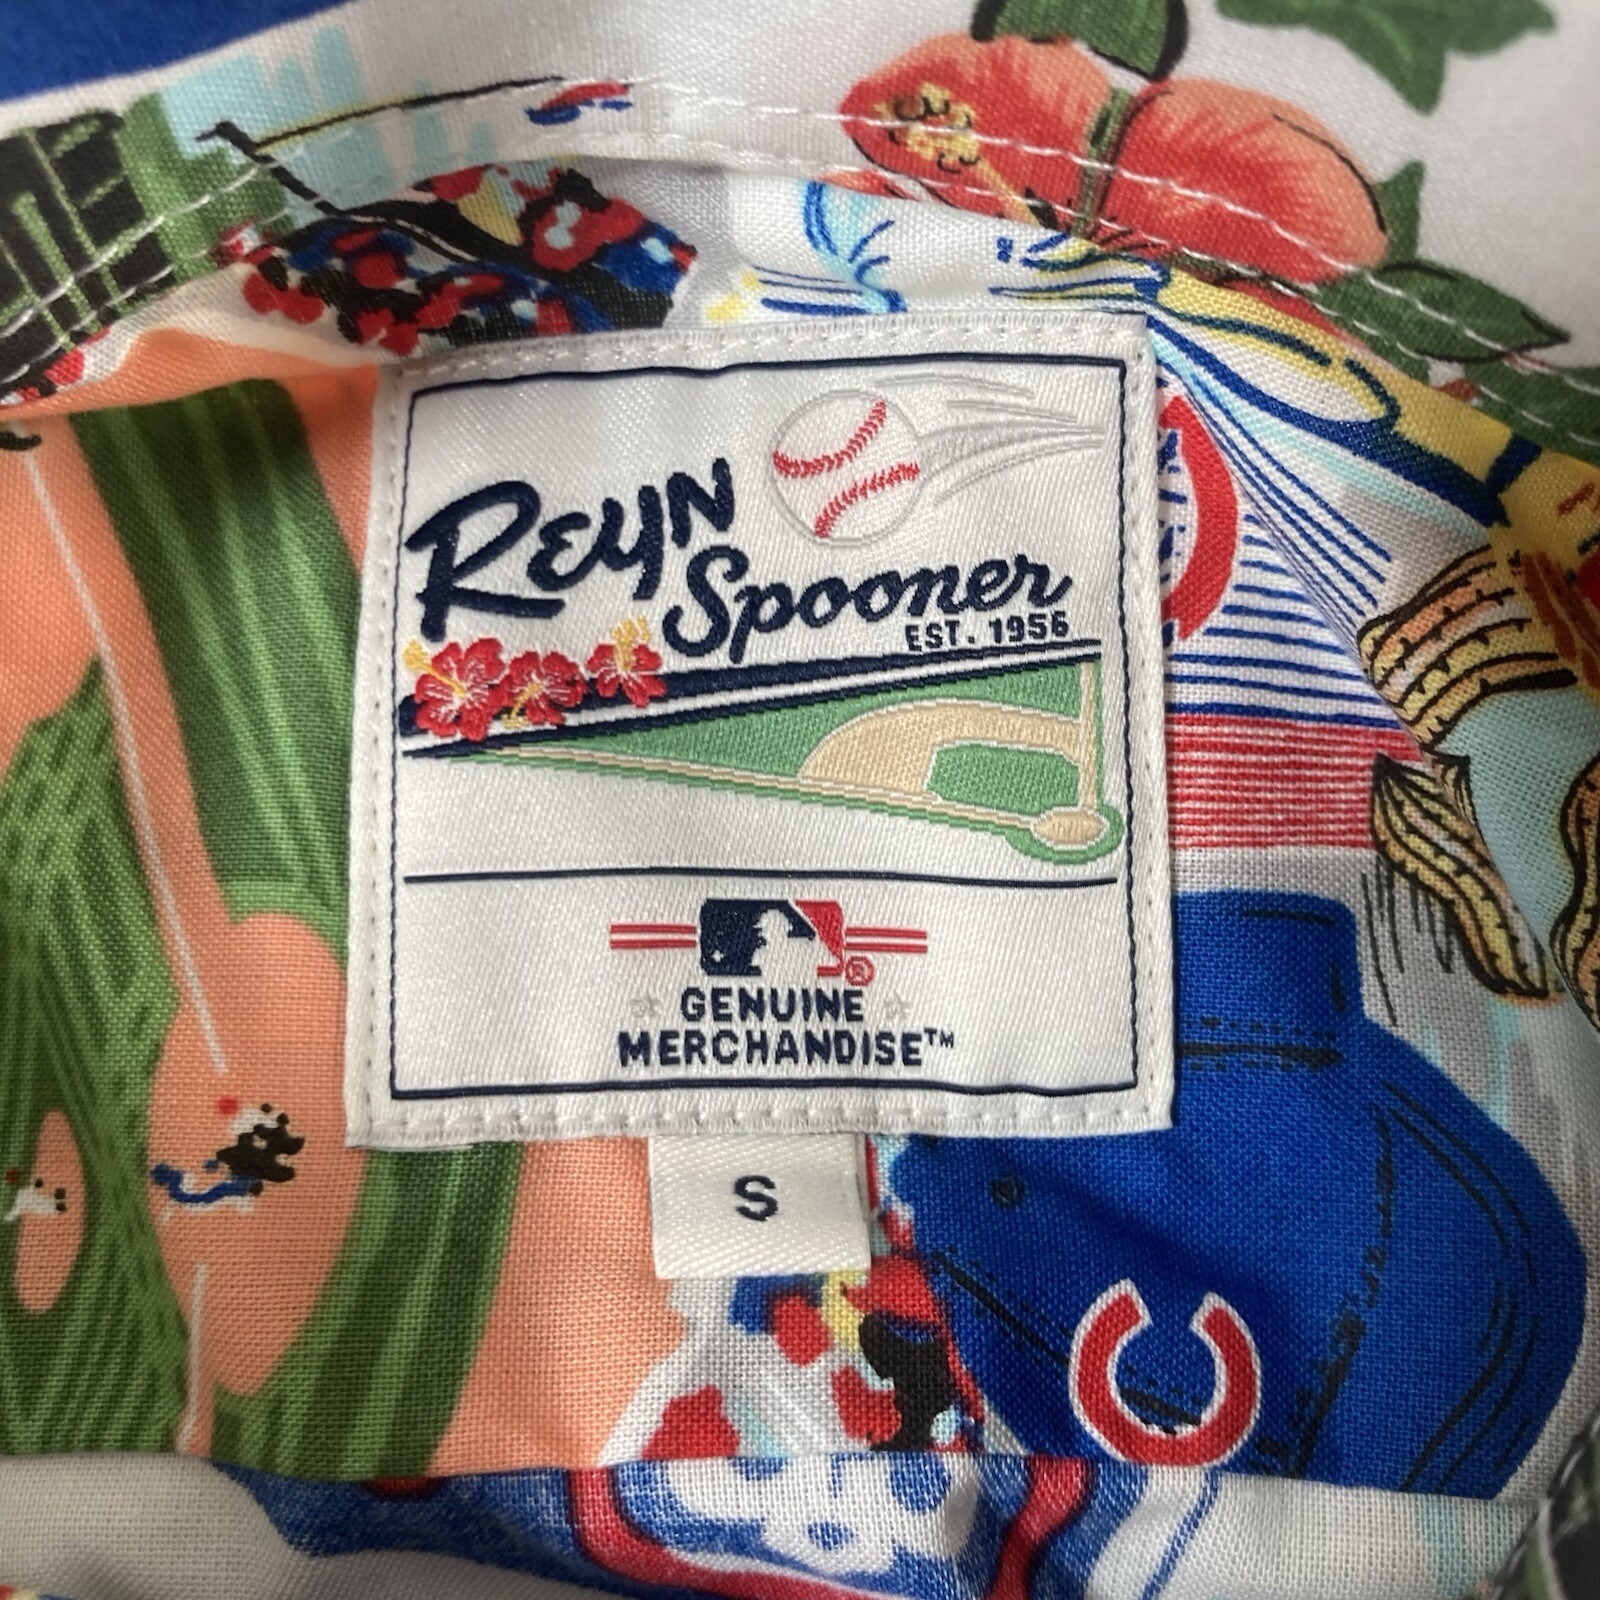 Reyn
Spooner
EST. 1956
®
GENUINE
MERCHANDISE™
S
C